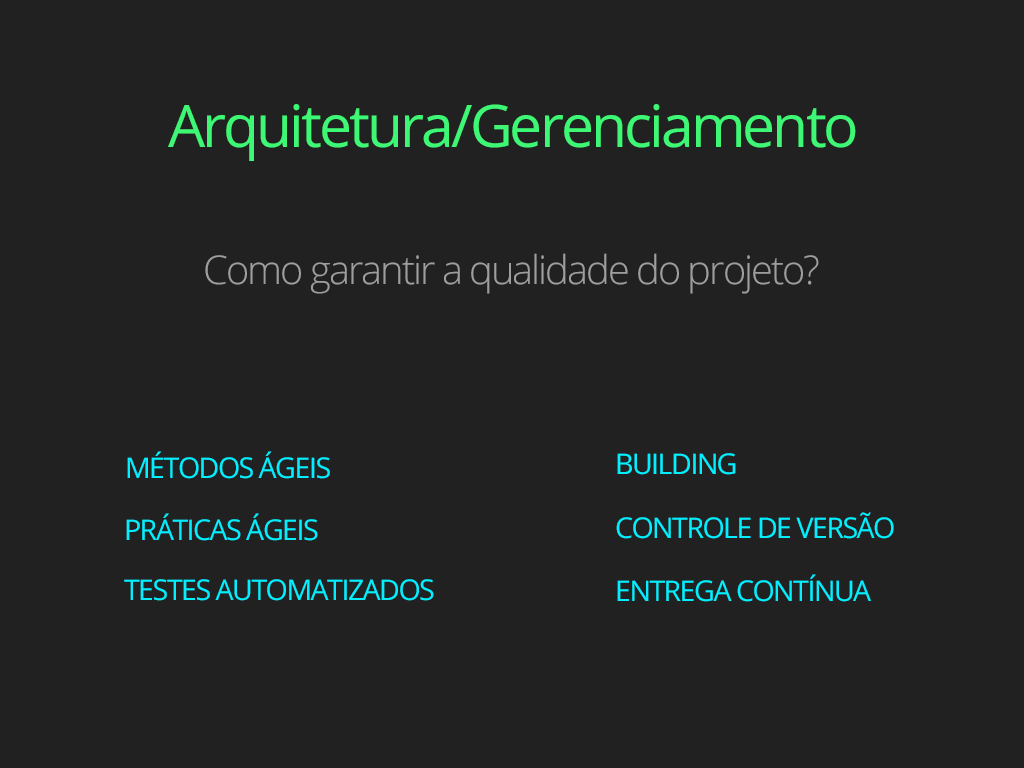 Arquitetura/Gerenciamento
Como garantir a qualidade do projeto?
MÉTODOS ÁGEIS
PRÁTICAS ÁGEIS
TESTES AUTOMATIZADOS
BUILDING
CONTROLE DE VERSÃO
ENTREGA CONTÍNUA